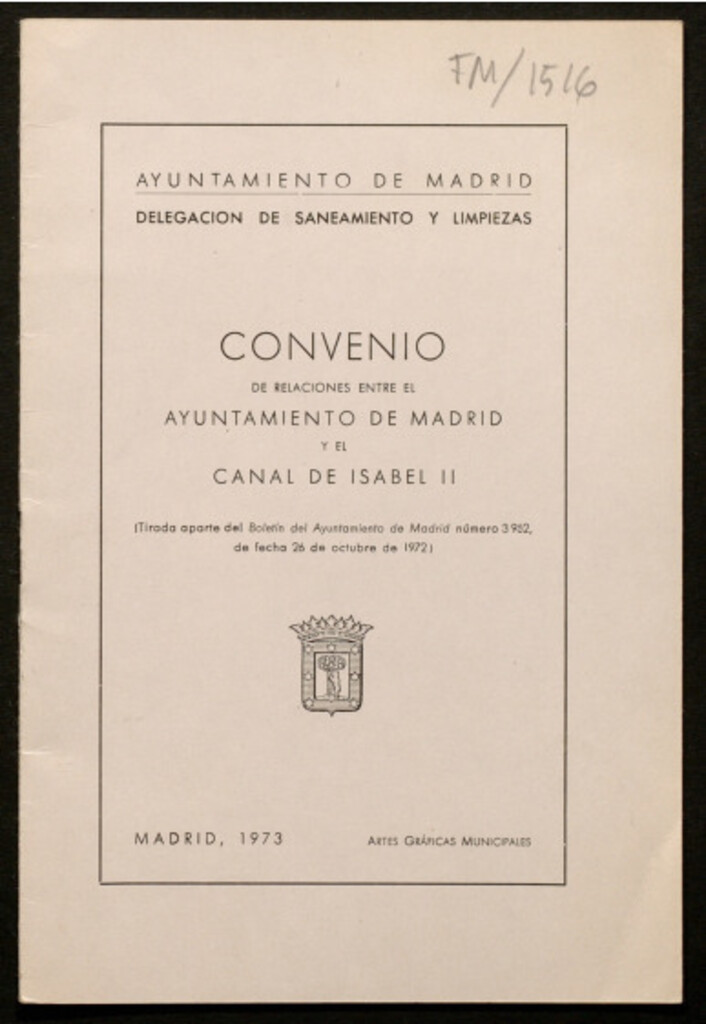 FM/1516
AYUNTAMIENTO DE MADRID
DELEGACION DE SANEAMIENTO Y LIMPIEZAS
CONVENIO
DE RELACIONES ENTRE EL
AYUNTAMIENTO DE MADRID
Y EL
CANAL DE ISABEL II
(Tirada aparte del Boletín del Ayuntamiento de Madrid número 3952,
de fecha 26 de octubre de 1972)
MADRID, 1973 ARTES GRÁFICAS MUNICIPALES